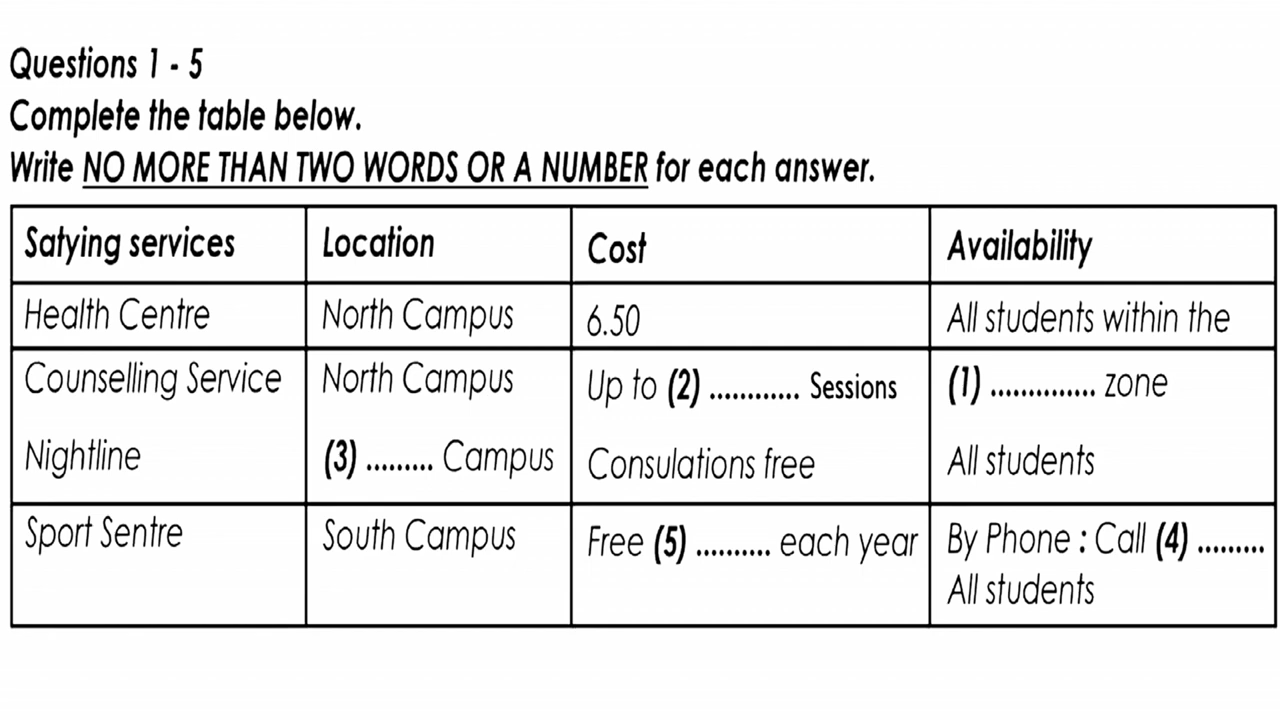 Questions 1 - 5
Complete the table below.
Write NO MORE THAN TWO WORDS OR A NUMBER for each answer.
Satying services Location Cost Availability
Health Centre North Campus 6.50 All students within the
Counselling Service North Campus Up to (2) ............ Sessions (1) .............. zone
Nightline (3) ......... Campus Consulations free All students
Sport Sentre South Campus Free (5) .......... each year By Phone : Call (4) .........
All students